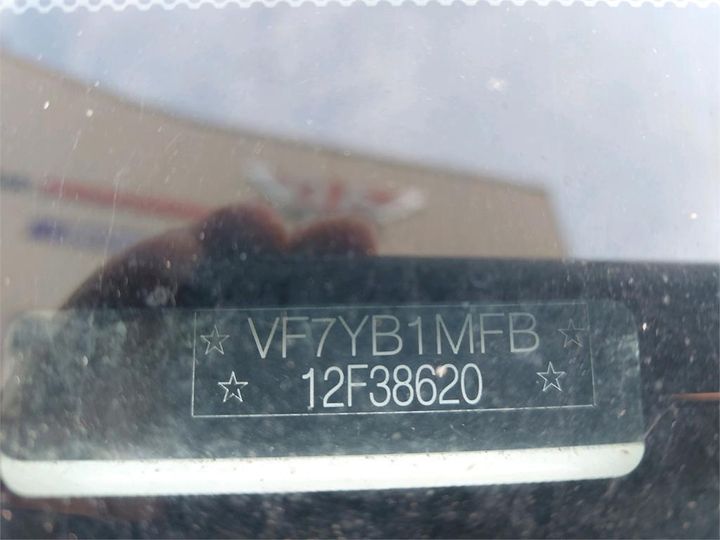 ☆ VF7YB1MFB ☆
☆ 12F38620 ☆